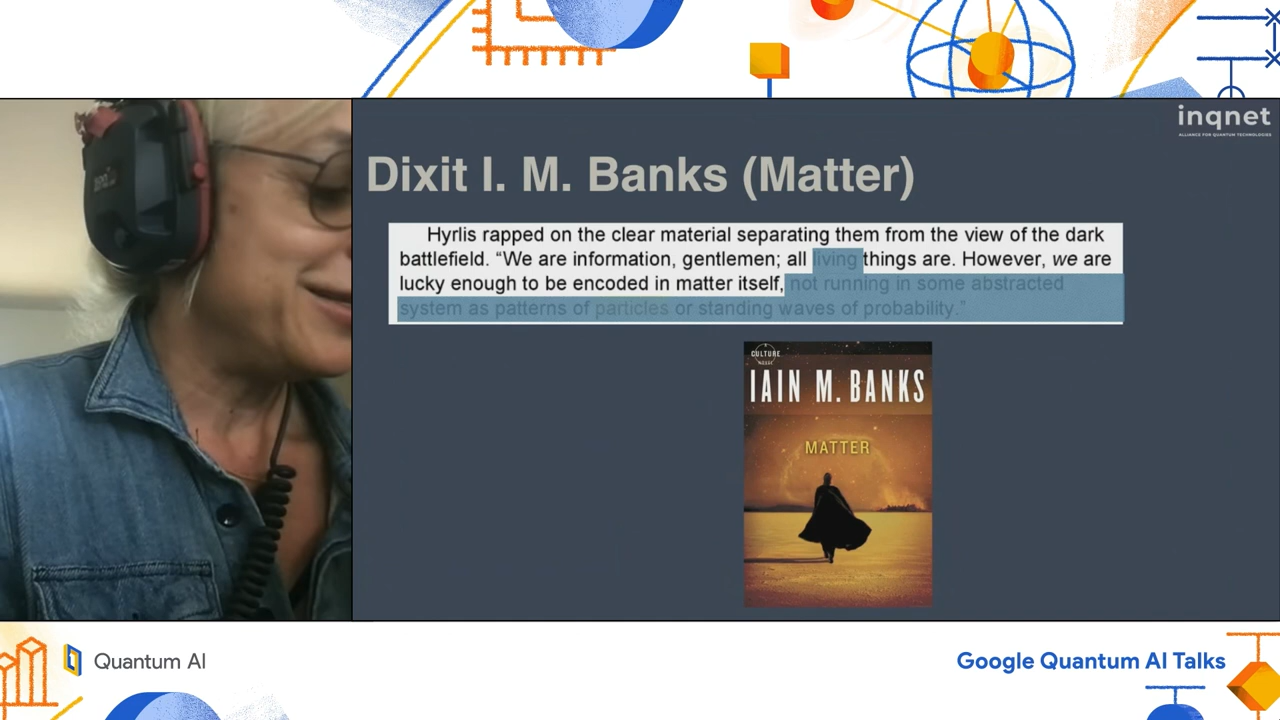 inqnet
ALLIANCE FOR QUANTUM TECHNOLOGIES
Dixit I. M. Banks (Matter)
Hyrlis rapped on the clear material separating them from the view of the dark
battlefield. “We are information, gentlemen; all living things are. However, we are
lucky enough to be encoded in matter itself, not running in some abstracted
system as patterns of particles or standing waves of probability.”
A CULTURE NOVEL
IAIN M. BANKS
MATTER
Quantum AI
Google Quantum AI Talks